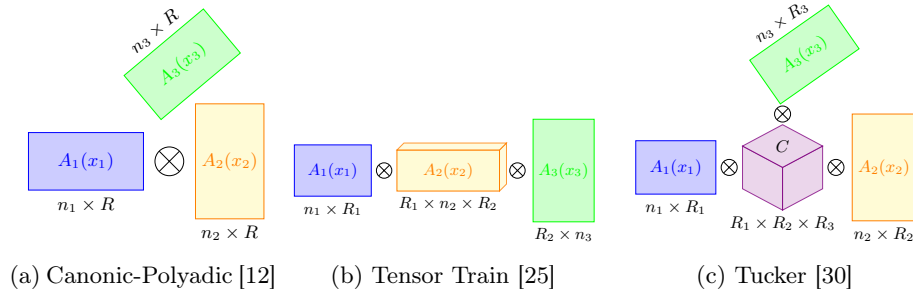 n₃ × R
A₃(x₃)
A₁(x₁)
⊗
A₂(x₂)
n₁ × R
n₂ × R
(a) Canonic-Polyadic [12]
A₁(x₁)
⊗
A₂(x₂)
⊗
A₃(x₃)
n₁ × R₁
R₁ × n₂ × R₂
R₂ × n₃
(b) Tensor Train [25]
n₃ × R₃
A₃(x₃)
⊗
C
A₁(x₁)
⊗
⊗
A₂(x₂)
n₁ × R₁
R₁ × R₂ × R₃
n₂ × R₂
(c) Tucker [30]